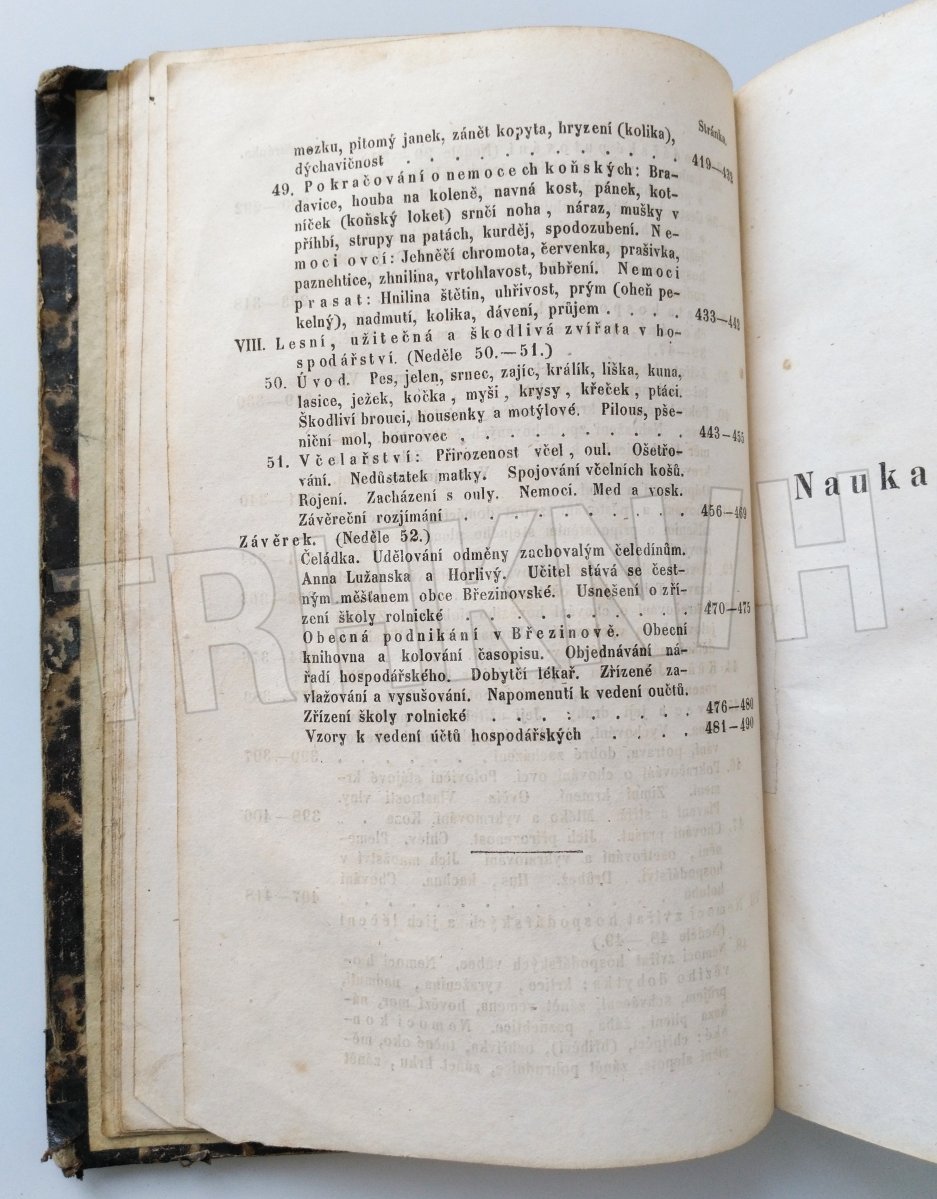 Stránka.
mozku, pitomý janek, zánět kopyta, hryzení (kolika),
dýchavičnost . . . . . . . . . . . . . 419—432
49. Pokračování o nemocech koňských: Bra-
davice, houba na koleně, navná kost, pánek, kot-
níček (koňský loket) srnčí noha, náraz, mušky v
příhbí, strupy na patách, kurděj, spodozubení. Ne-
moci ovcí: Jehněčí chromota, červenka, prašivka,
paznehtice, zhnilina, vrtohlavost, bubření. Nemoci
prasat: Hnilina štětin, uhřivost, prým (oheň pe-
kelný), nadmutí, kolika, dávení, průjem . . . . 433—442
VIII. Lesní, užitečná a škodlivá zvířata v ho-
spodářství. (Neděle 50.—51.)
50. Úvod. Pes, jelen, srnec, zajíc, králík, liška, kuna,
lasice, ježek, kočka, myši, krysy, křeček, ptáci.
Škodliví brouci, housenky a motýlové. Pilous, pše-
niční mol, bourovec . . . . . . . . . . 443—455
51. Včelařství: Přirozenost včel, oul. Ošetřo-
vání. Nedůstatek matky. Spojování včelních košů.
Rojení. Zacházení s ouly. Nemoci. Med a vosk.
Závěreční rozjímání . . . . . . . . . . 456—469
Závěrek. (Neděle 52.)
Čeládka. Udělování odměny zachovalým čeledínům.
Anna Lužanska a Horlivý. Učitel stává se čest-
ným měšťanem obce Březinovské. Usnešení o zří-
zení školy rolnické . . . . . . . . . . 470—475
Obecná podnikání v Březinově. Obecní
knihovna a kolování časopisu. Objednávání ná-
řadí hospodářského. Dobytčí lékař. Zřízené za-
vlažování a vysušování. Napomenutí k vedení oučtů.
Zřízení školy rolnické . . . . . . . . . 476—480
Vzory k vedení účtů hospodářských . . . . . 481—490
Nauka
TRHKNIH